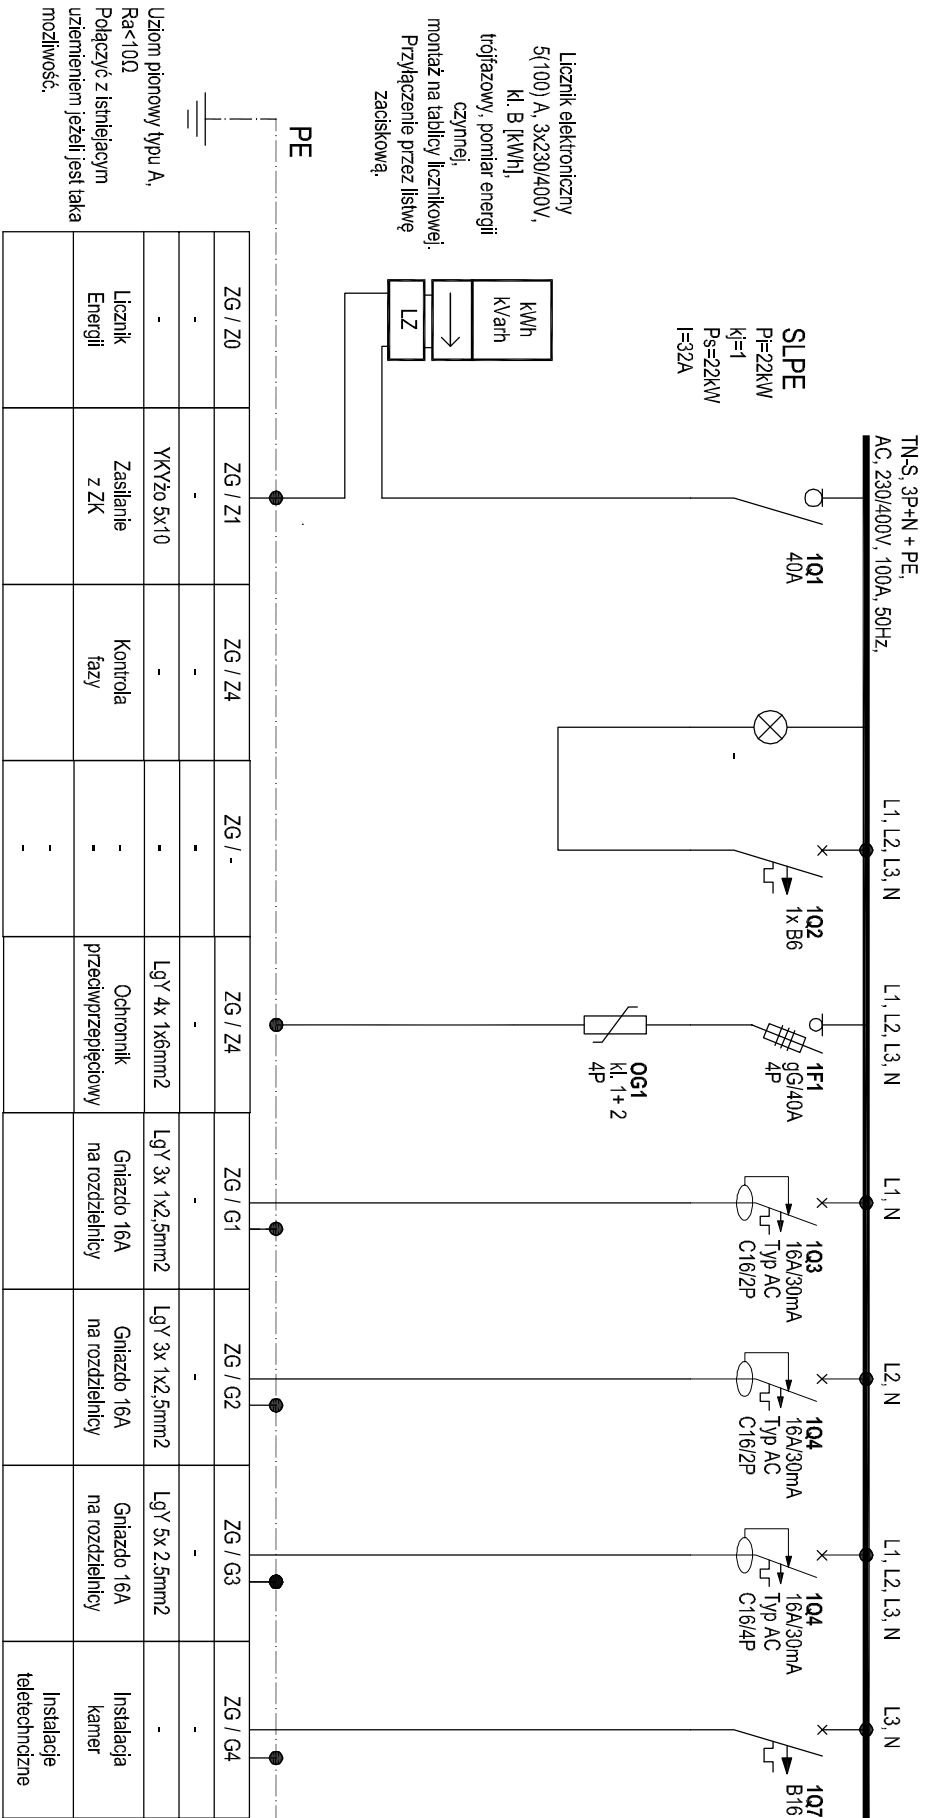 TN-S, 3P+N + PE,
AC, 230/400V, 100A, 50Hz,
L1, L2, L3, N
L1, L2, L3, N
L1, N
L2, N
L1, L2, L3, N
L3, N
SLPE
Pi=22kW
kj=1
Ps=22kW
I=32A
1Q1
40A
-
1Q2
1x B6
1F1
gG/40A
4P
OG1
kl. 1+ 2
4P
1Q3
16A/30mA
Typ AC
C16/2P
1Q4
16A/30mA
Typ AC
C16/2P
1Q4
16A/30mA
Typ AC
C16/4P
1Q7
B16
Licznik elektroniczny
5(100) A, 3x230/400V,
kl. B [kWh],
trójfazowy, pomiar energii
czynnej,
montaż na tablicy licznikowej.
Przyłączenie przez listwę
zaciskową.
kWh
kVarh
LZ
PE
Uziom pionowy typu A,
Ra<10Ω
Połączyć z istniejacym
uziemieniem jeżeli jest taka
mozliwość.
ZG / Z0
-
-
Licznik
Energii
ZG / Z1
-
YKYżo 5x10
Zasilanie
z ZK
ZG / Z4
-
-
Kontrola
fazy
ZG / -
-
-
-
-
-
-
ZG / Z4
-
LgY 4x 1x6mm2
Ochronnik
przeciwprzepięciowy
ZG / G1
-
LgY 3x 1x2,5mm2
Gniazdo 16A
na rozdzielnicy
ZG / G2
-
LgY 3x 1x2,5mm2
Gniazdo 16A
na rozdzielnicy
ZG / G3
-
LgY 5x 2.5mm2
Gniazdo 16A
na rozdzielnicy
ZG / G4
-
-
Instalacja
kamer
Instalacje
teletechnciczne